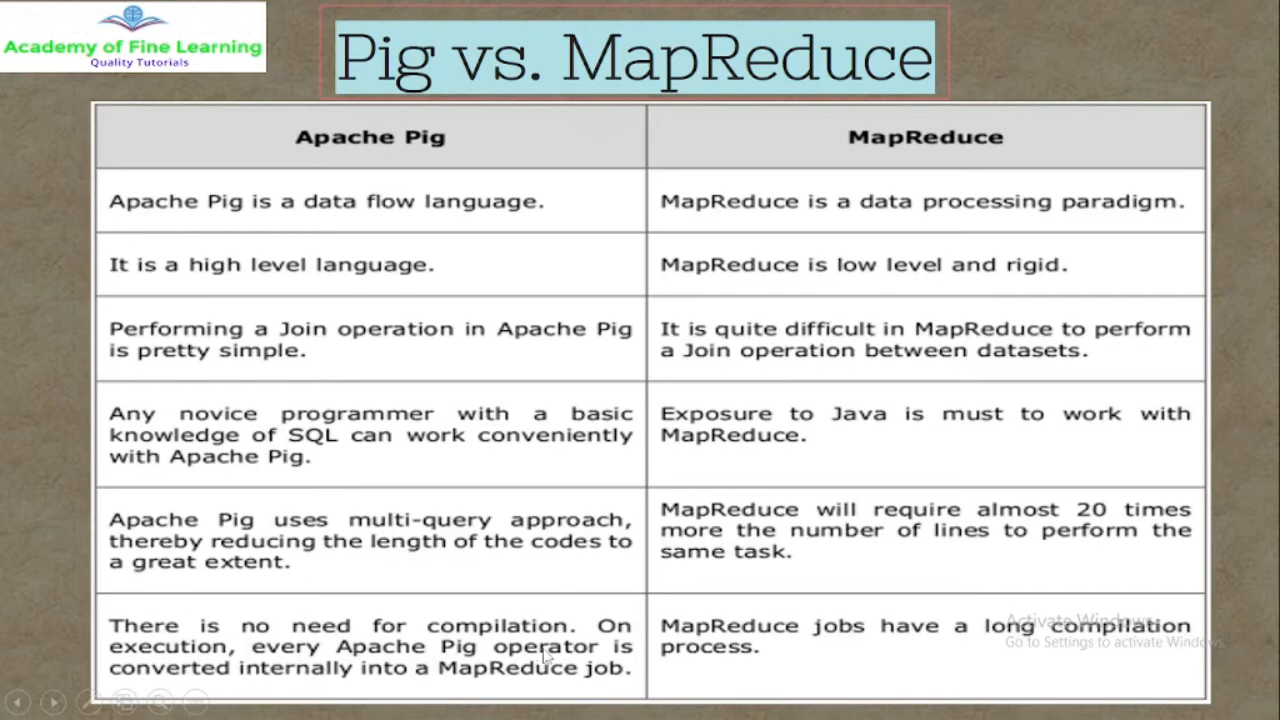 Academy of Fine Learning
Quality Tutorials
Pig vs. MapReduce
Apache Pig
MapReduce
Apache Pig is a data flow language.
MapReduce is a data processing paradigm.
It is a high level language.
MapReduce is low level and rigid.
Performing a Join operation in Apache Pig
is pretty simple.
It is quite difficult in MapReduce to perform
a Join operation between datasets.
Any novice programmer with a basic
knowledge of SQL can work conveniently
with Apache Pig.
Exposure to Java is must to work with
MapReduce.
Apache Pig uses multi-query approach,
thereby reducing the length of the codes to
a great extent.
MapReduce will require almost 20 times
more the number of lines to perform the
same task.
There is no need for compilation. On
execution, every Apache Pig operator is
converted internally into a MapReduce job.
MapReduce jobs have a long compilation
process.
Activate Windows
Go to Settings to activate Windows.